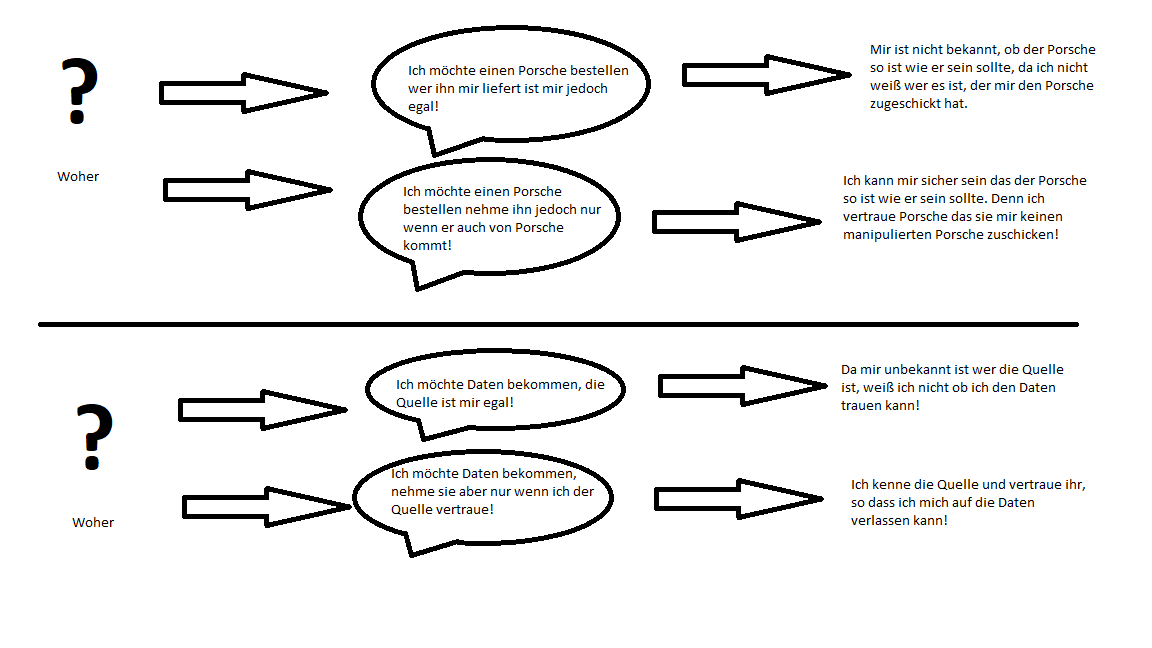 ?
Woher
Ich möchte einen Porsche bestellen
wer ihn mir liefert ist mir jedoch
egal!
Mir ist nicht bekannt, ob der Porsche
so ist wie er sein sollte, da ich nicht
weiß wer es ist, der mir den Porsche
zugeschickt hat.
Ich möchte einen Porsche
bestellen nehme ihn jedoch nur
wenn er auch von Porsche
kommt!
Ich kann mir sicher sein das der Porsche
so ist wie er sein sollte. Denn ich
vertraue Porsche das sie mir keinen
manipulierten Porsche zuschicken!
?
Woher
Ich möchte Daten bekommen, die
Quelle ist mir egal!
Da mir unbekannt ist wer die Quelle
ist, weiß ich nicht ob ich den Daten
trauen kann!
Ich möchte Daten bekommen,
nehme sie aber nur wenn ich der
Quelle vertraue!
Ich kenne die Quelle und vertraue ihr,
so dass ich mich auf die Daten
verlassen kann!